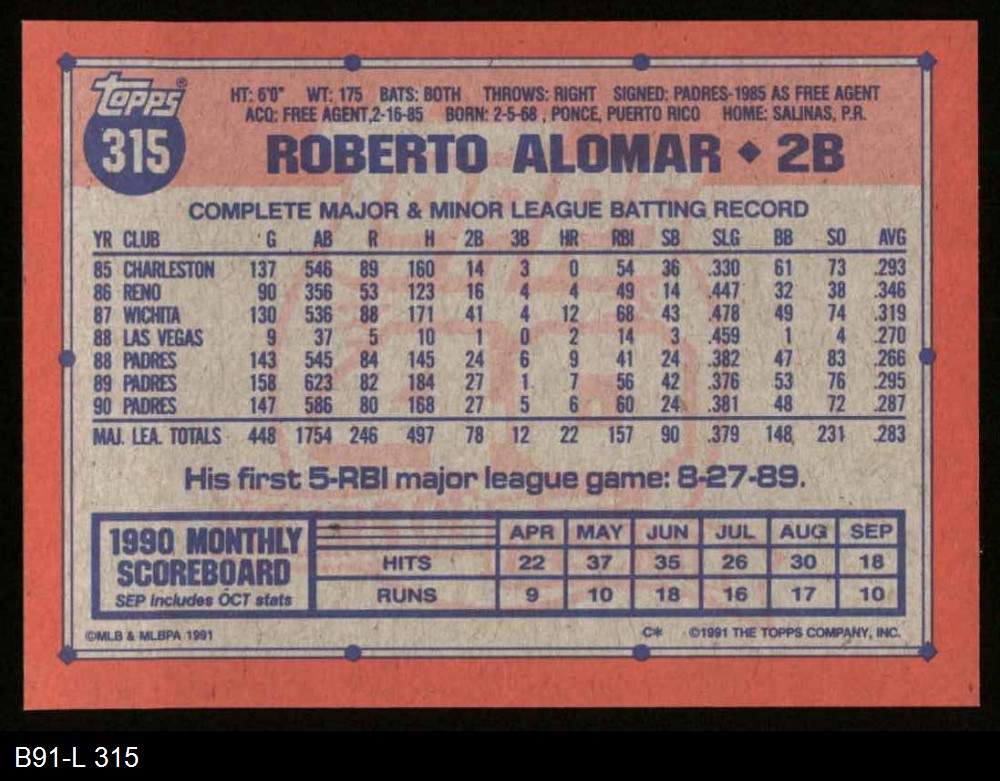 topps®
315
HT: 6'0" WT: 175 BATS: BOTH THROWS: RIGHT SIGNED: PADRES-1985 AS FREE AGENT
ACQ: FREE AGENT,2-16-85 BORN: 2-5-68 , PONCE, PUERTO RICO HOME: SALINAS, P.R.
ROBERTO ALOMAR ◆ 2B
COMPLETE MAJOR & MINOR LEAGUE BATTING RECORD
YR CLUB G AB R H 2B 3B HR RBI SB SLG BB SO AVG
85 CHARLESTON 137 546 89 160 14 3 0 54 36 .330 61 73 .293
86 RENO 90 356 53 123 16 4 4 49 14 .447 32 38 .346
87 WICHITA 130 536 88 171 41 4 12 68 43 .478 49 74 .319
88 LAS VEGAS 9 37 5 10 1 0 2 14 3 .459 1 4 .270
88 PADRES 143 545 84 145 24 6 9 41 24 .382 47 83 .266
89 PADRES 158 623 82 184 27 1 7 56 42 .376 53 76 .295
90 PADRES 147 586 80 168 27 5 6 60 24 .381 48 72 .287
MAJ. LEA. TOTALS 448 1754 246 497 78 12 22 157 90 .379 148 231 .283
His first 5-RBI major league game: 8-27-89.
1990 MONTHLY
SCOREBOARD
SEP includes OCT stats
APR MAY JUN JUL AUG SEP
HITS 22 37 35 26 30 18
RUNS 9 10 18 16 17 10
©MLB & MLBPA 1991 C* ©1991 THE TOPPS COMPANY, INC.
B91-L 315